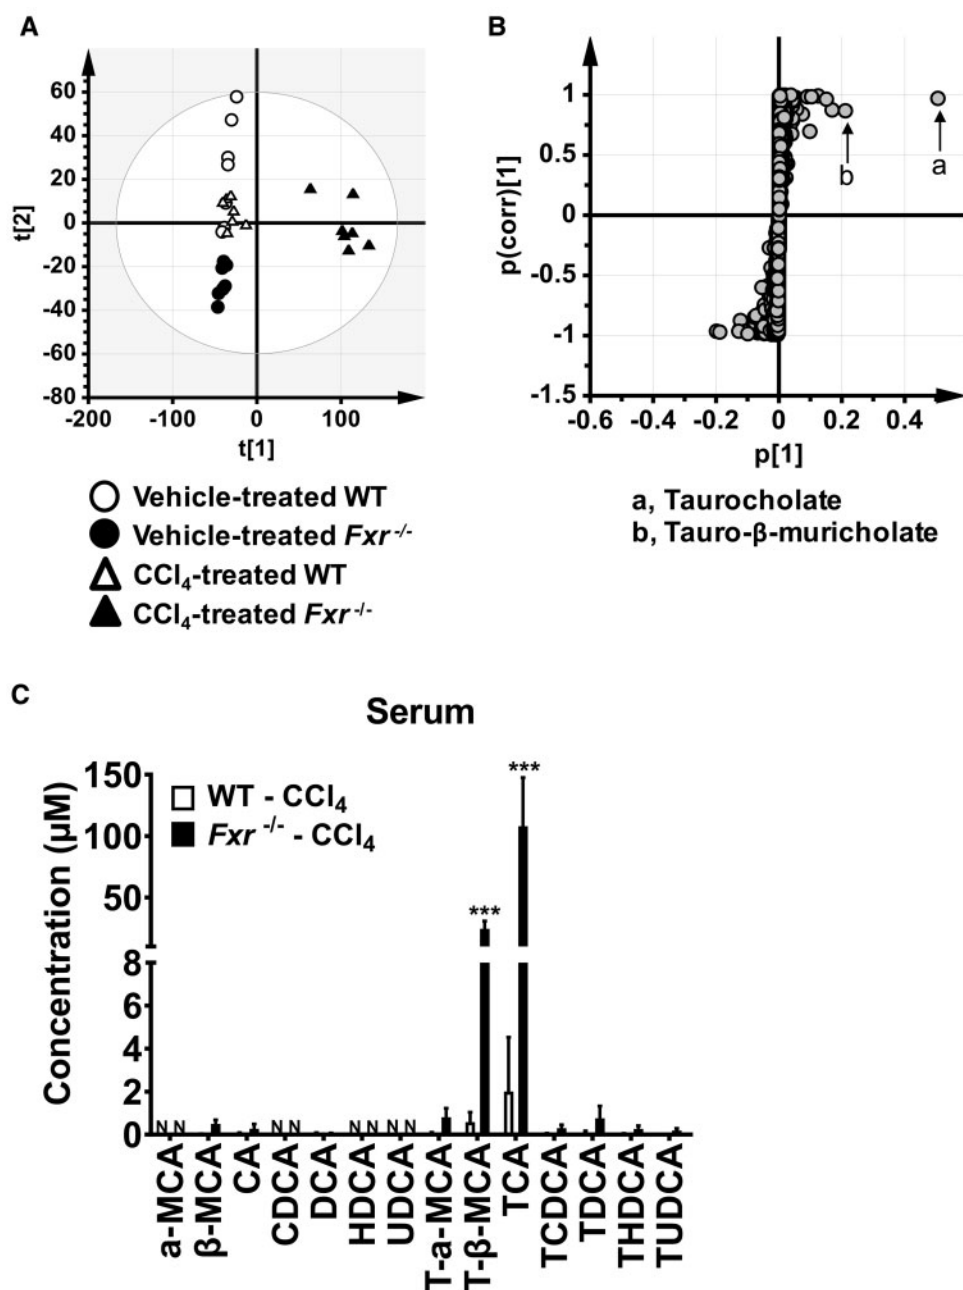 A
60
40
20
0
-20
-40
-60
-80
t[2]
-200
-100
0
100
t[1]
Vehicle-treated WT
Vehicle-treated Fxr -/-
CCl4-treated WT
CCl4-treated Fxr -/-
B
1
0.5
0
-0.5
-1
-1.5
p(corr)[1]
b
a
-0.6
-0.4
-0.2
0
0.2
0.4
p[1]
a, Taurocholate
b, Tauro-β-muricholate
C
Serum
WT - CCl4
Fxr -/- - CCl4
Concentration (µM)
150
100
50
8
6
4
2
0
***
***
N N
N N
N N
N N
a-MCA
β-MCA
CA
CDCA
DCA
HDCA
UDCA
T-a-MCA
T-β-MCA
TCA
TCDCA
TDCA
THDCA
TUDCA